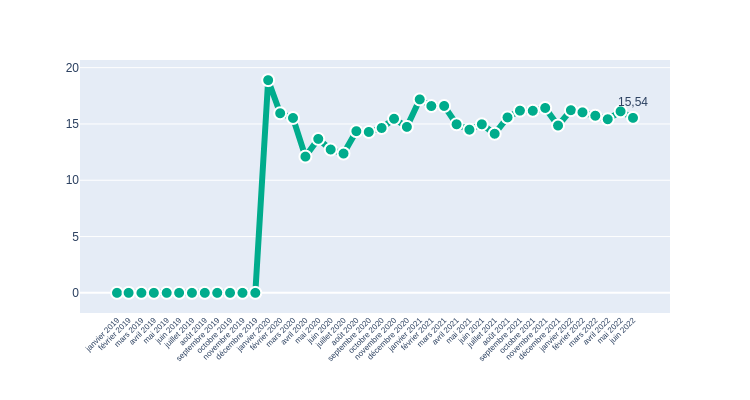 20
15,54
15
10
5
0
janvier 2019
février 2019
mars 2019
avril 2019
mai 2019
juin 2019
juillet 2019
août 2019
septembre 2019
octobre 2019
novembre 2019
décembre 2019
janvier 2020
février 2020
mars 2020
avril 2020
mai 2020
juin 2020
juillet 2020
août 2020
septembre 2020
octobre 2020
novembre 2020
décembre 2020
janvier 2021
février 2021
mars 2021
avril 2021
mai 2021
juin 2021
juillet 2021
août 2021
septembre 2021
octobre 2021
novembre 2021
décembre 2021
janvier 2022
février 2022
mars 2022
avril 2022
mai 2022
juin 2022